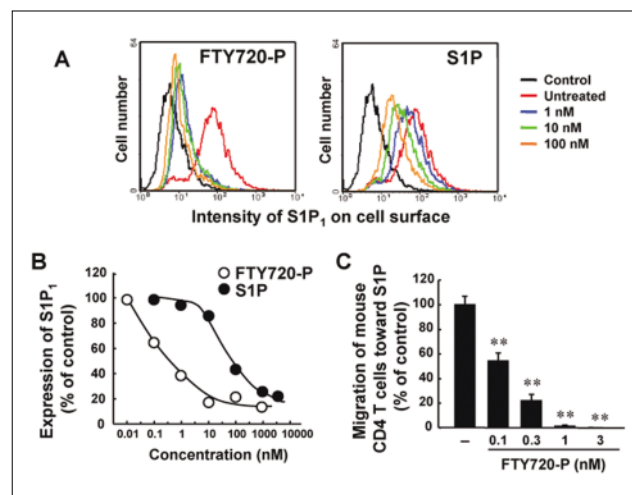 A
64
FTY720-P
Cell number
0
10⁰ 10¹ 10² 10³ 10⁴
64
S1P
Cell number
0
10⁰ 10¹ 10² 10³ 10⁴
Control
Untreated
1 nM
10 nM
100 nM
Intensity of S1P₁ on cell surface
B
FTY720-P
S1P
Expression of S1P₁
(% of control)
120
100
80
60
40
20
0
0.01 0.1 1 10 100 1000 10000
Concentration (nM)
C
Migration of mouse
CD4 T cells toward S1P
(% of control)
120
100
80
60
40
20
0
**
**
**
**
– 0.1 0.3 1 3
FTY720-P (nM)